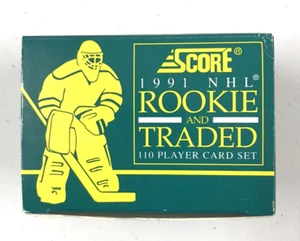 SCORE®
1991 NHL®
ROOKIE
AND
TRADED
110 PLAYER CARD SET